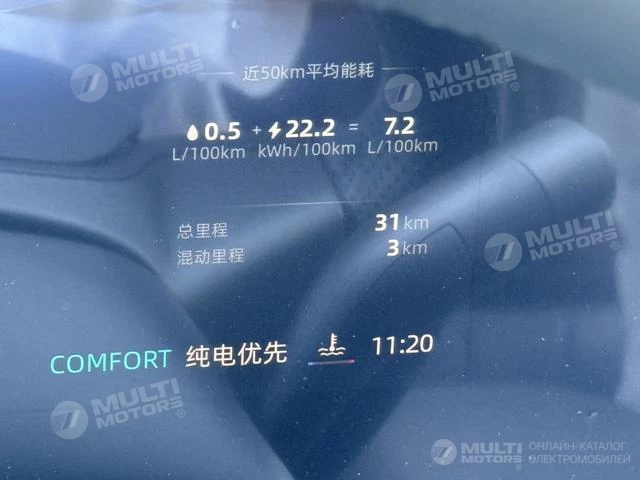 近50km平均能耗
0.5 + 22.2 = 7.2
L/100km kWh/100km L/100km
总里程 31 km
混动里程 3 km
COMFORT 纯电优先 11:20
MULTI MOTORS
MULTI MOTORS
MULTI MOTORS
MULTI MOTORS
MULTI MOTORS ОНЛАЙН-КАТАЛОГ
ЭЛЕКТРОМОБИЛЕЙ